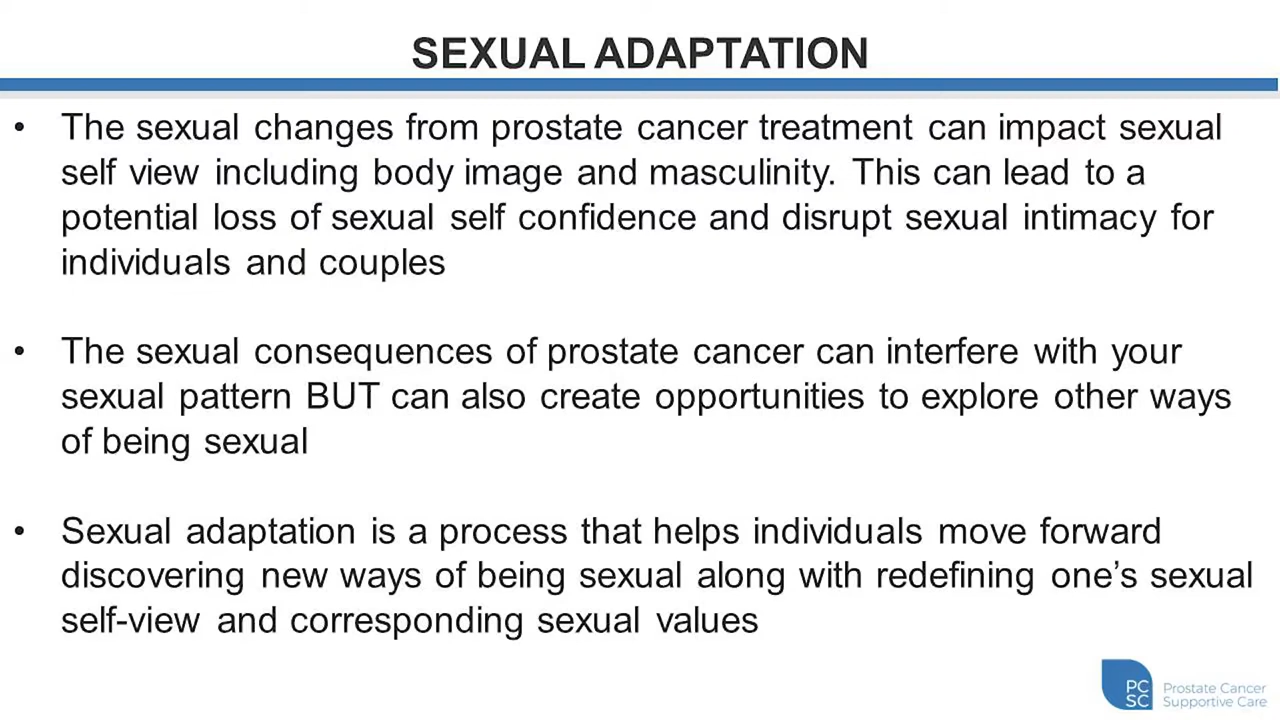 SEXUAL ADAPTATION
• The sexual changes from prostate cancer treatment can impact sexual
self view including body image and masculinity. This can lead to a
potential loss of sexual self confidence and disrupt sexual intimacy for
individuals and couples
• The sexual consequences of prostate cancer can interfere with your
sexual pattern BUT can also create opportunities to explore other ways
of being sexual
• Sexual adaptation is a process that helps individuals move forward
discovering new ways of being sexual along with redefining one’s sexual
self-view and corresponding sexual values
PC
SC
Prostate Cancer
Supportive Care